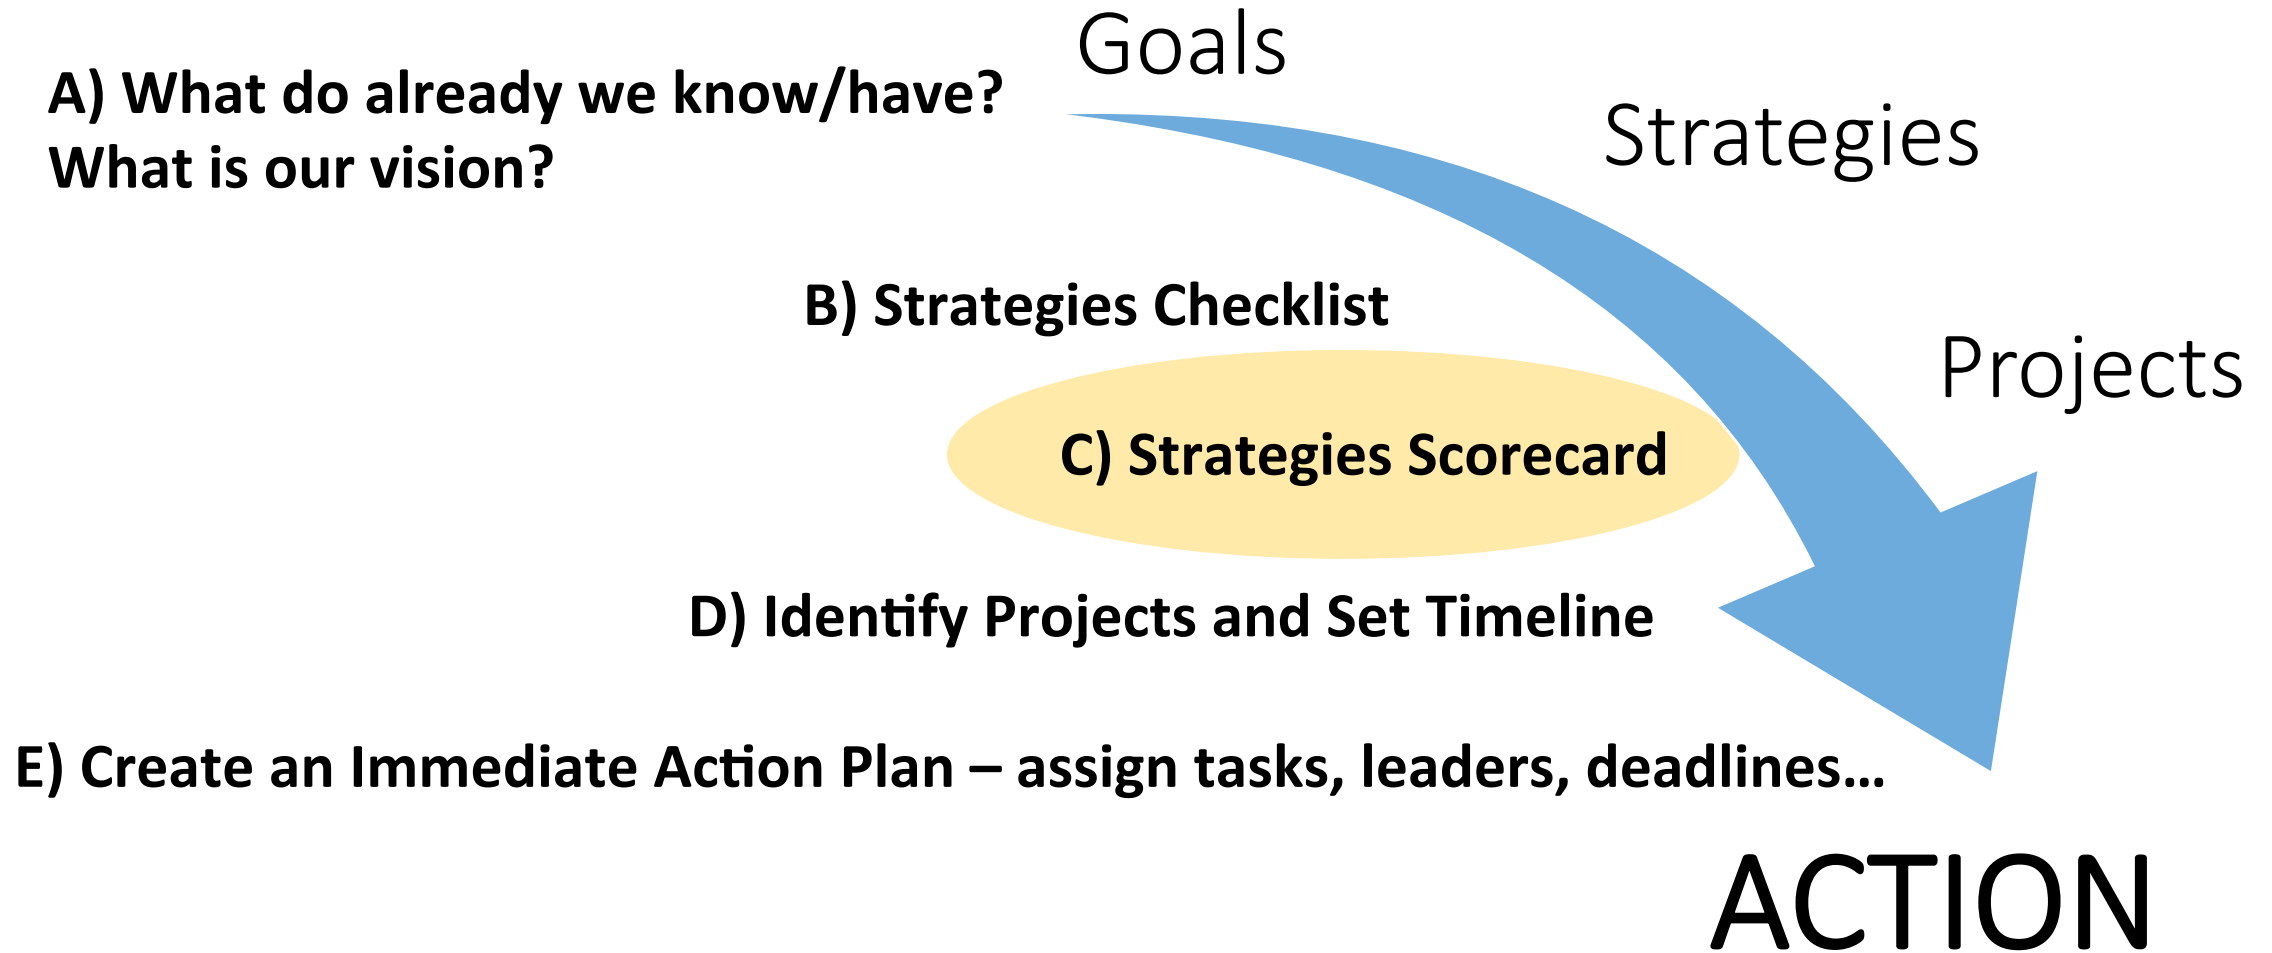 Goals
A) What do already we know/have?
What is our vision?
Strategies
B) Strategies Checklist
Projects
C) Strategies Scorecard
D) Identify Projects and Set Timeline
E) Create an Immediate Action Plan – assign tasks, leaders, deadlines…
ACTION